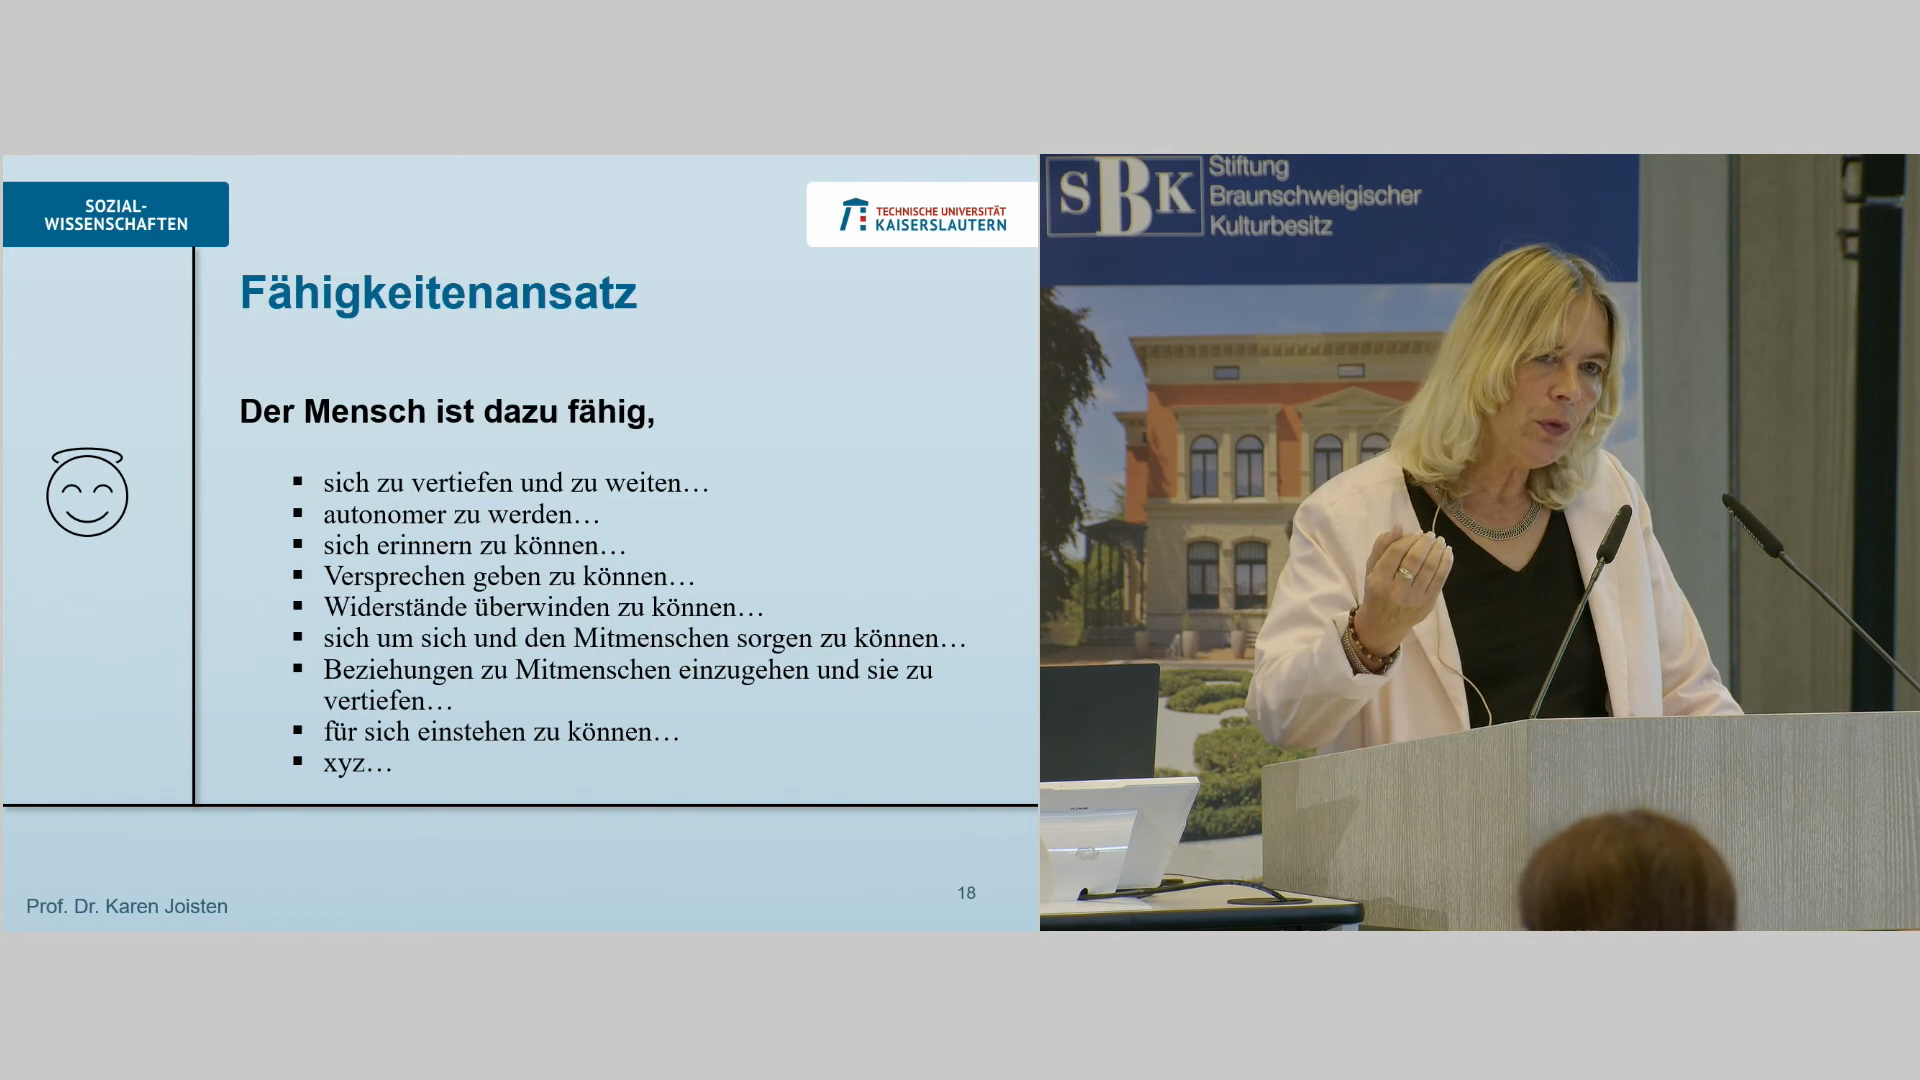 SOZIAL-
WISSENSCHAFTEN
TECHNISCHE UNIVERSITÄT
KAISERSLAUTERN
Fähigkeitenansatz
Der Mensch ist dazu fähig,
▪ sich zu vertiefen und zu weiten…
▪ autonomer zu werden…
▪ sich erinnern zu können…
▪ Versprechen geben zu können…
▪ Widerstände überwinden zu können…
▪ sich um sich und den Mitmenschen sorgen zu können…
▪ Beziehungen zu Mitmenschen einzugehen und sie zu
vertiefen…
▪ für sich einstehen zu können…
▪ xyz…
Prof. Dr. Karen Joisten
18
SBK
Stiftung
Braunschweigischer
Kulturbesitz